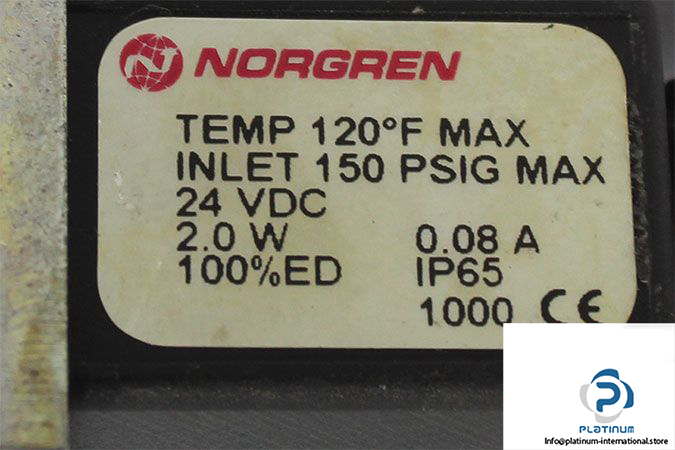 NORGREN
TEMP 120°F MAX
INLET 150 PSIG MAX
24 VDC
2.0 W 0.08 A
100%ED IP65
1000 CE
PLATINUM
Info@platinum-international.store